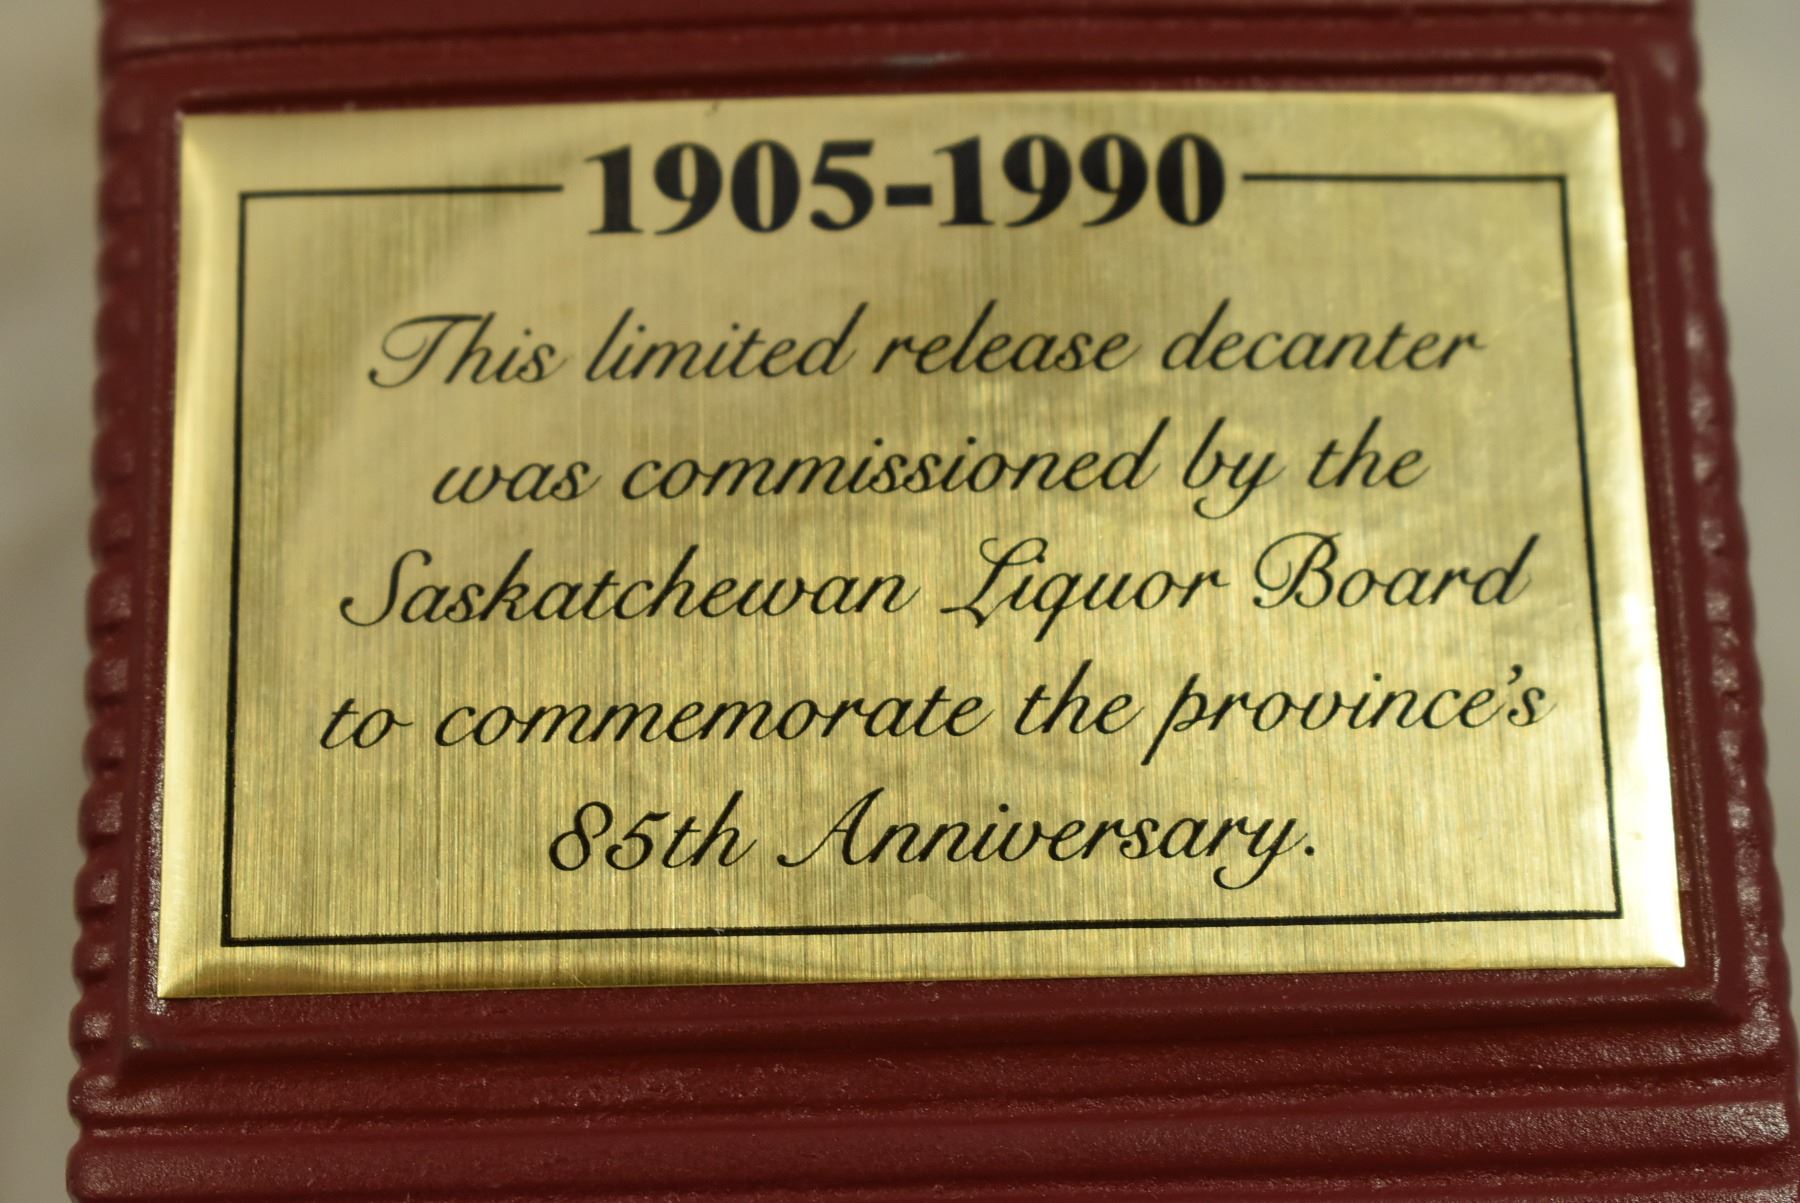 1905-1990
This limited release decanter
was commissioned by the
Saskatchewan Liquor Board
to commemorate the province's
85th Anniversary.